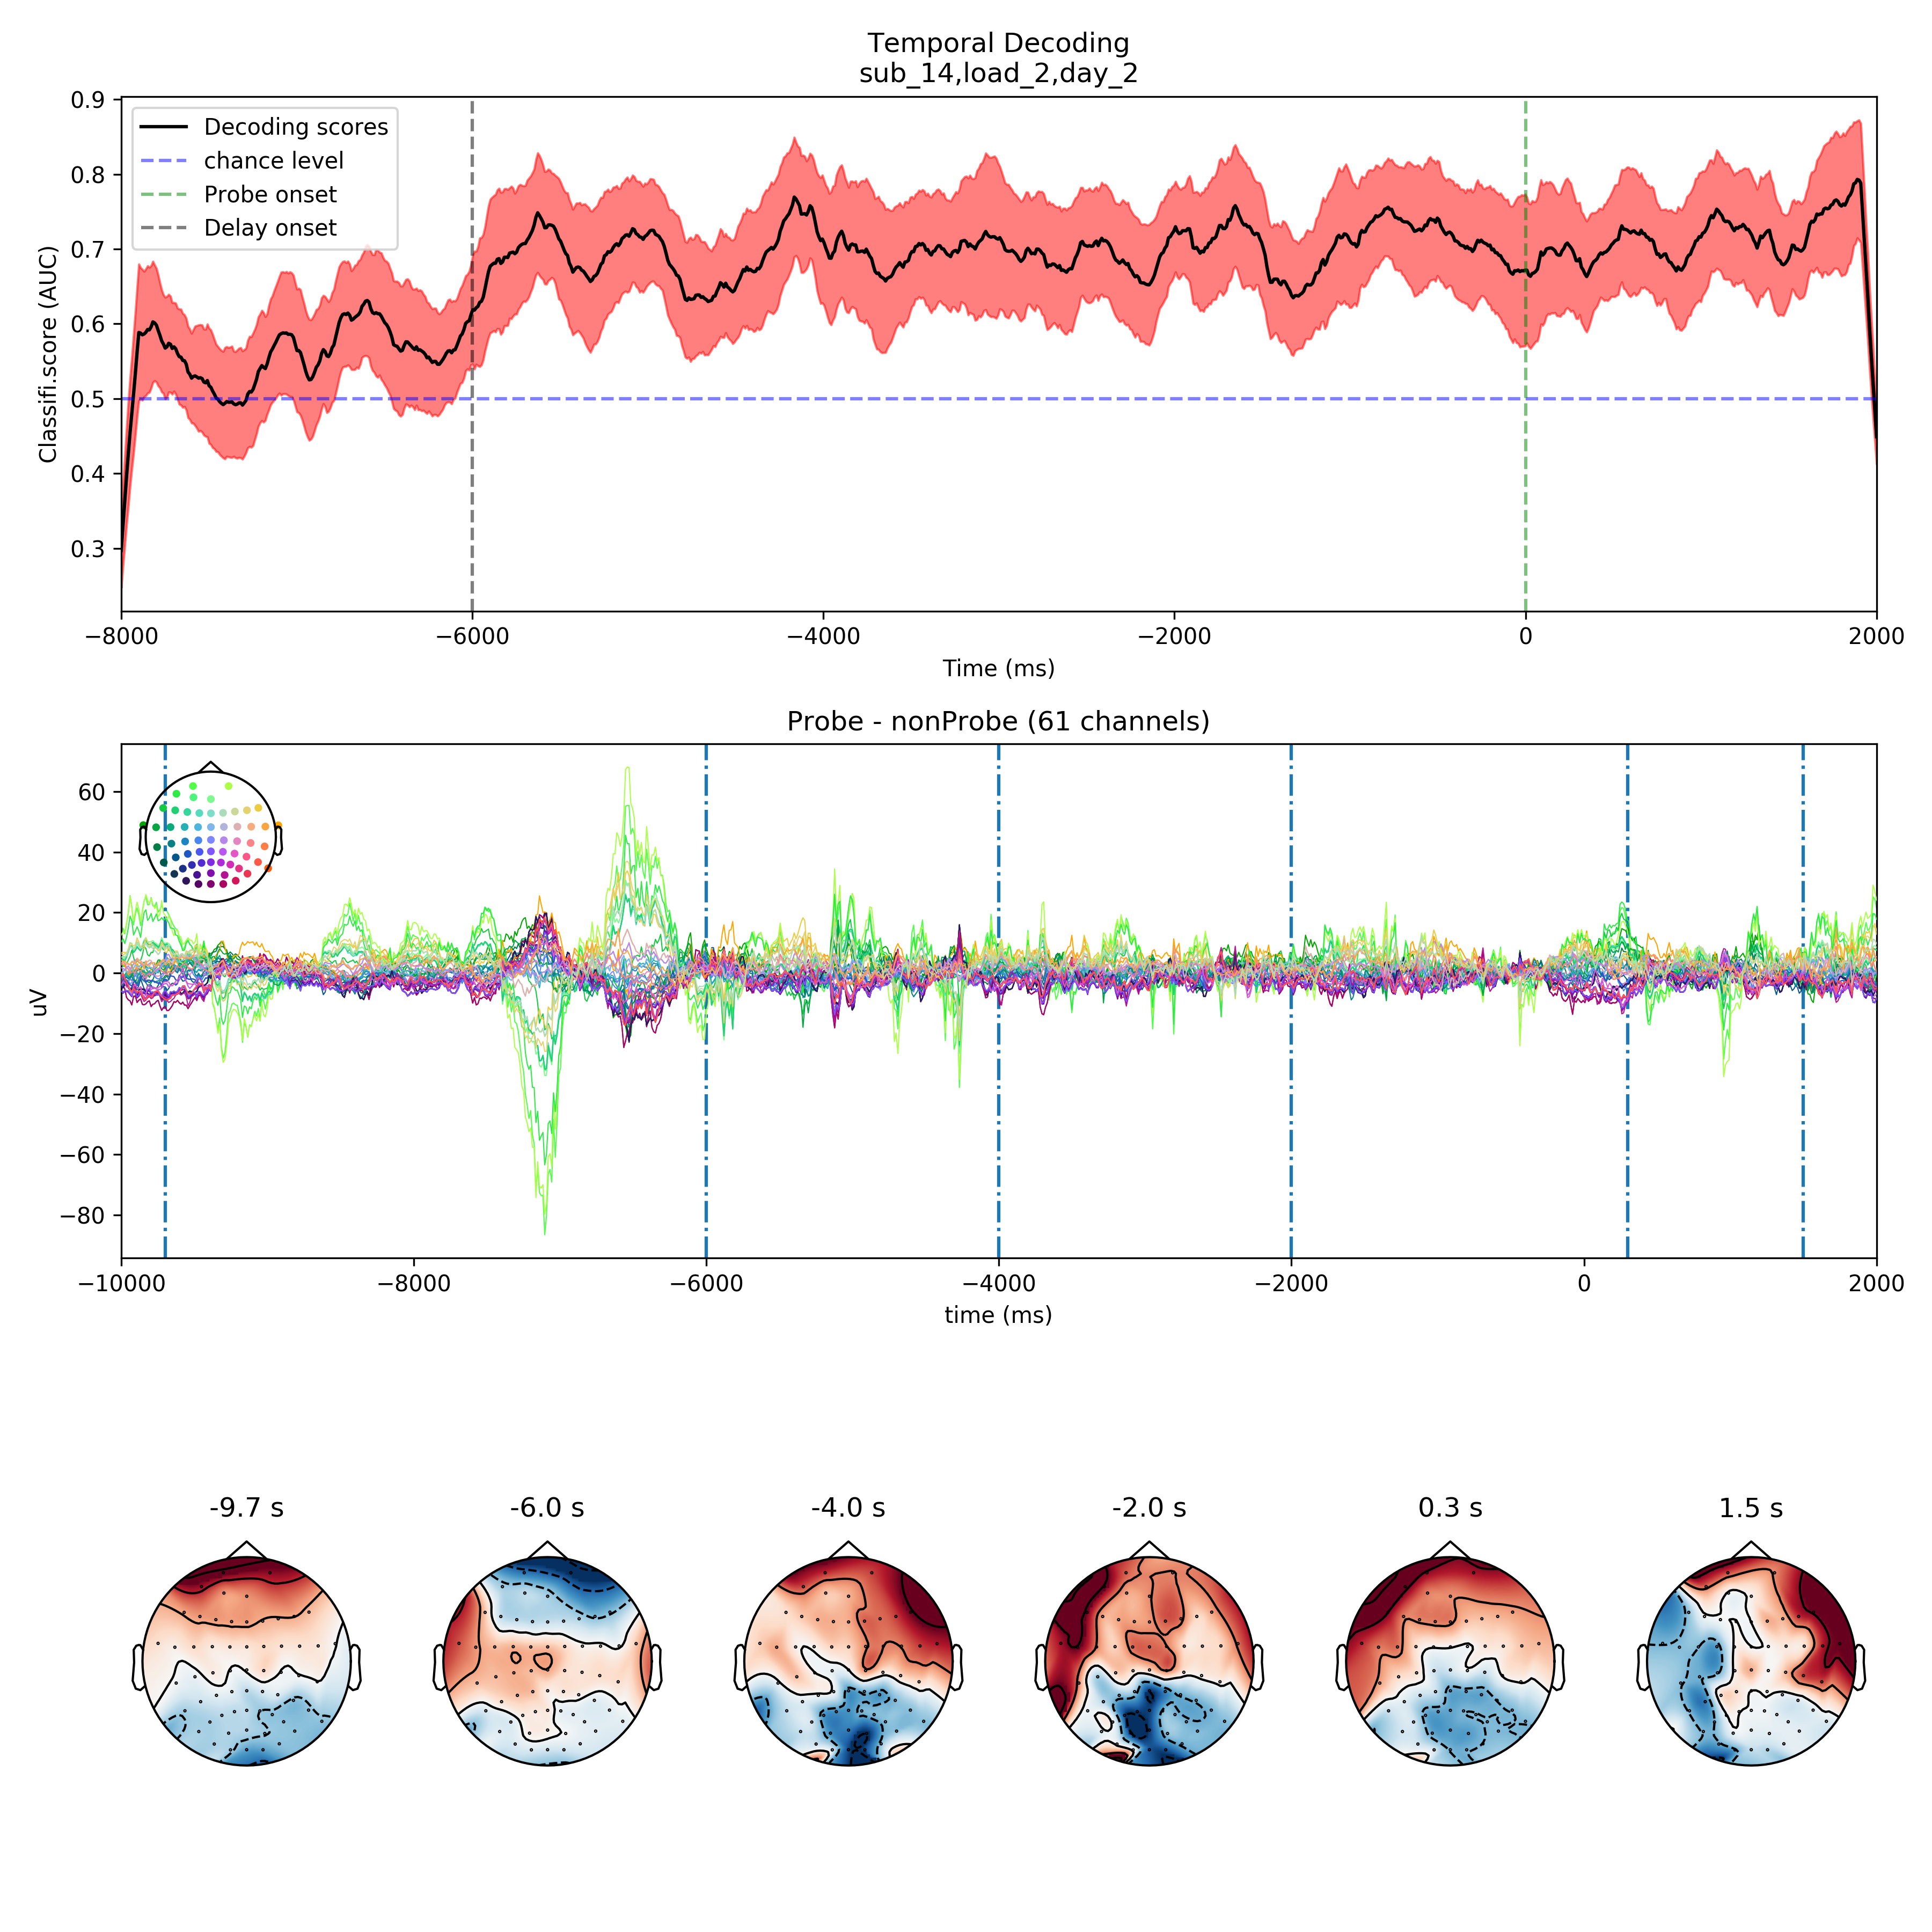 Temporal Decoding
sub_14,load_2,day_2
Classifi.score (AUC)
0.9
0.8
0.7
0.6
0.5
0.4
0.3
Decoding scores
chance level
Probe onset
Delay onset
−8000 −6000 −4000 −2000 0 2000
Time (ms)
Probe - nonProbe (61 channels)
uV
60
40
20
0
−20
−40
−60
−80
−10000 −8000 −6000 −4000 −2000 0 2000
time (ms)
-9.7 s -6.0 s -4.0 s -2.0 s 0.3 s 1.5 s